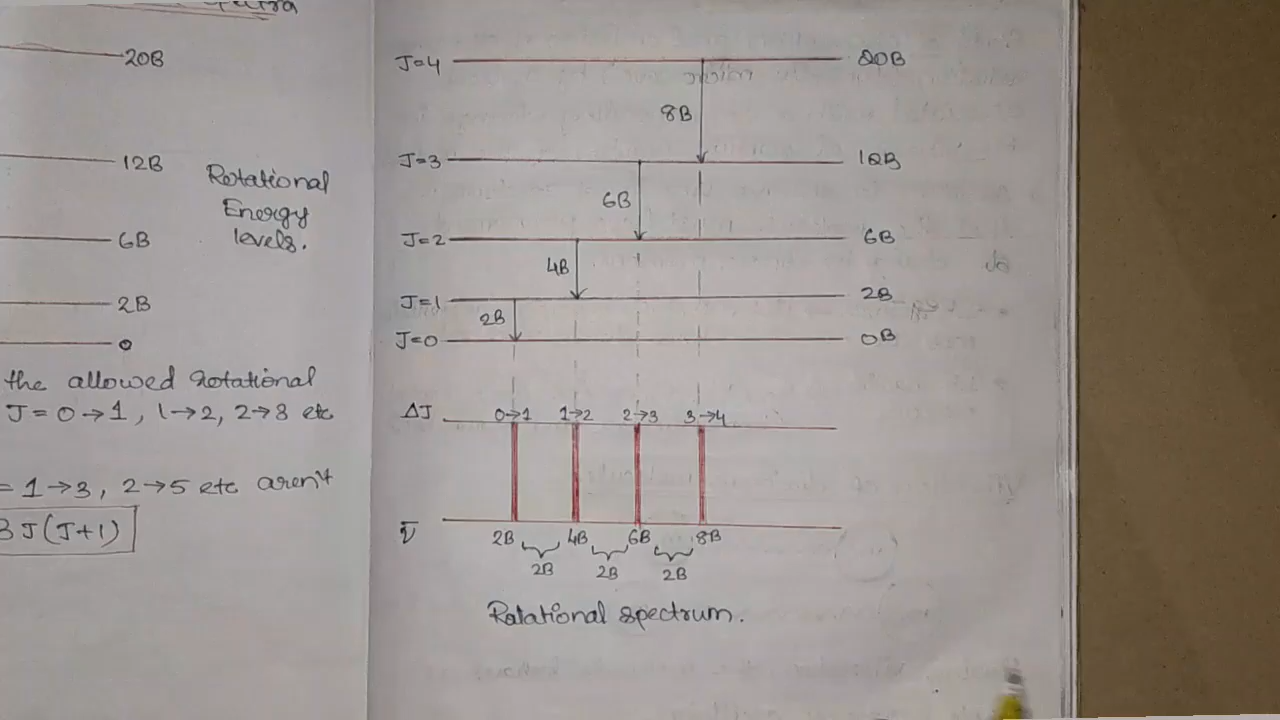 20B
12B
Rotational
Energy
levels.
6B
2B
0
the allowed rotational
J = 0→1, 1→2, 2→3 etc
= 1→3, 2→5 etc aren't
BJ(J+1)
J=4 20B
8B
J=3 12B
6B
J=2 6B
4B
J=1 2B
2B
J=0 0B
ΔJ 0→1 1→2 2→3 3→4
ν̄ 2B 4B 6B 8B
2B 2B 2B
Rotational spectrum.